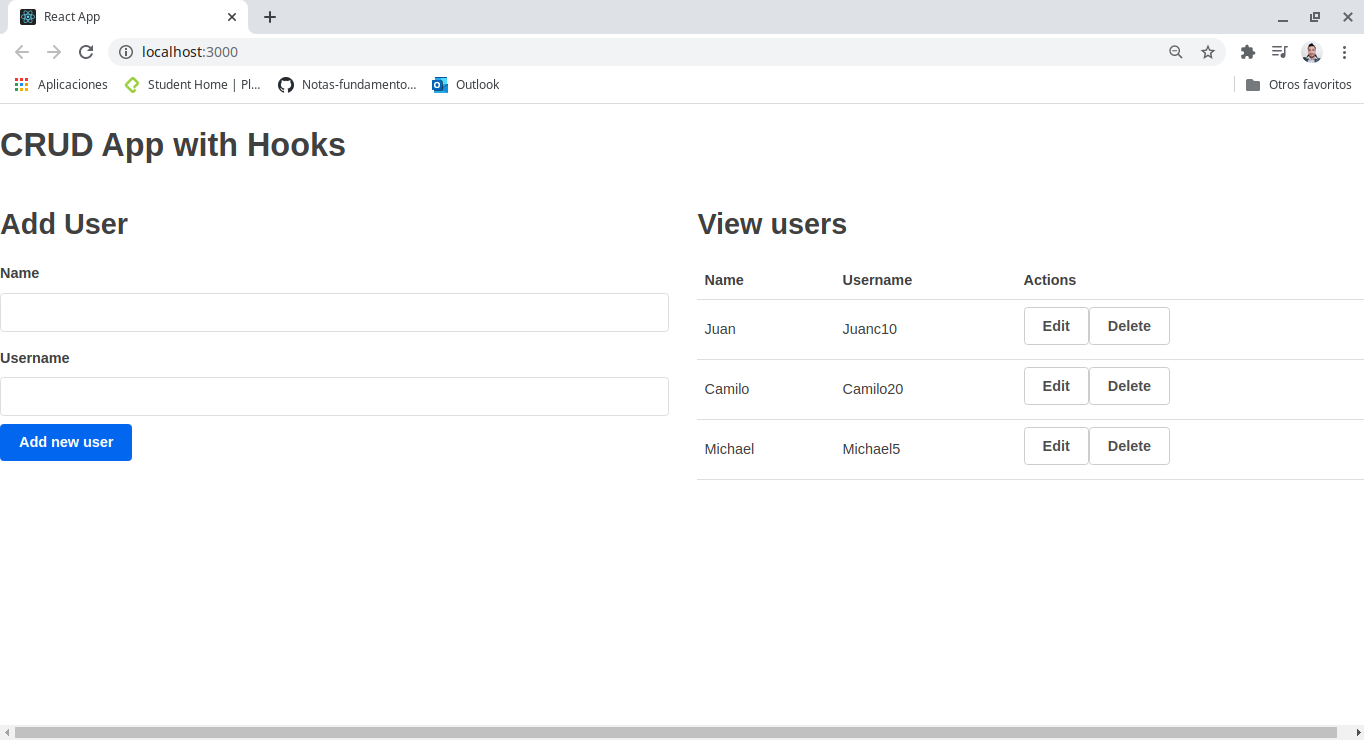 React App
localhost:3000
Aplicaciones
Student Home | Pl...
Notas-fundamento...
Outlook
Otros favoritos
CRUD App with Hooks
Add User
Name
Username
Add new user
View users
Name Username Actions
Juan Juanc10 Edit Delete
Camilo Camilo20 Edit Delete
Michael Michael5 Edit Delete